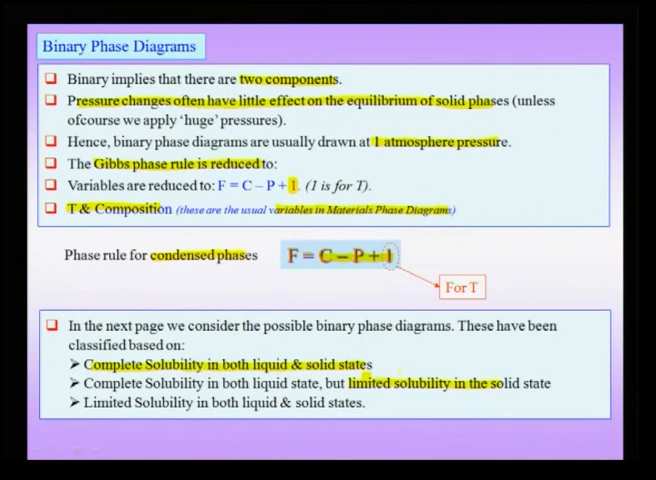 Binary Phase Diagrams
❑ Binary implies that there are two components.
❑ Pressure changes often have little effect on the equilibrium of solid phases (unless
ofcourse we apply ‘huge’ pressures).
❑ Hence, binary phase diagrams are usually drawn at 1 atmosphere pressure.
❑ The Gibbs phase rule is reduced to:
❑ Variables are reduced to: F = C – P + 1. (1 is for T).
❑ T & Composition (these are the usual variables in Materials Phase Diagrams)
Phase rule for condensed phases F = C – P + 1
For T
❑ In the next page we consider the possible binary phase diagrams. These have been
classified based on:
➤ Complete Solubility in both liquid & solid states
➤ Complete Solubility in both liquid state, but limited solubility in the solid state
➤ Limited Solubility in both liquid & solid states.